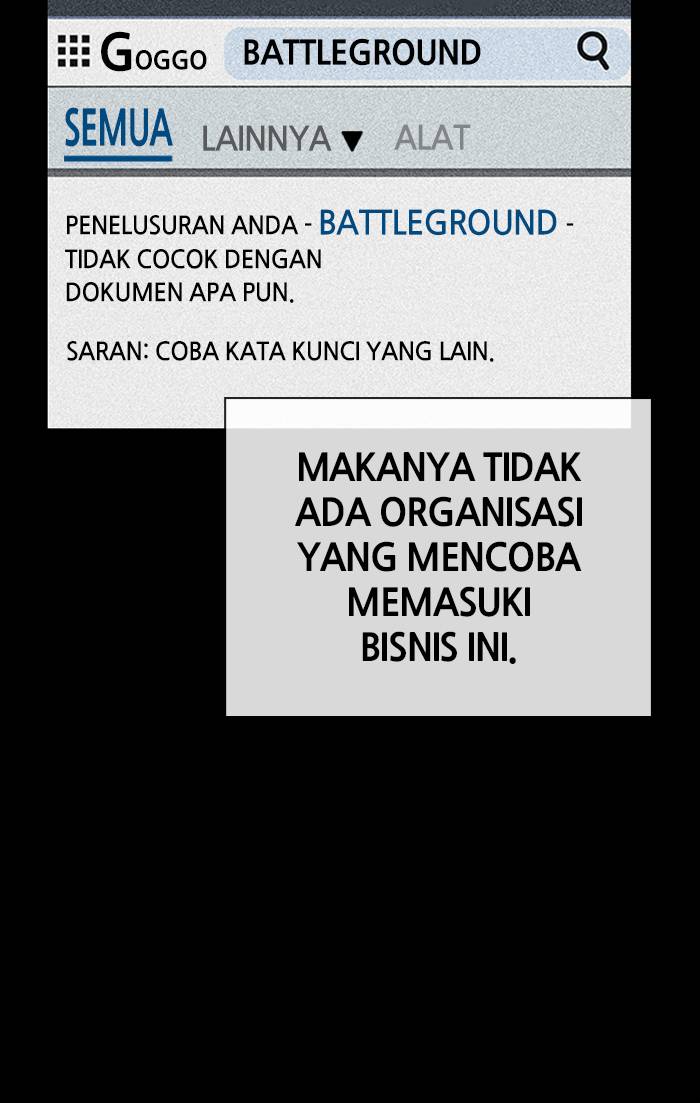 GOGGO BATTLEGROUND
SEMUA LAINNYA ▼ ALAT
PENELUSURAN ANDA - BATTLEGROUND -
TIDAK COCOK DENGAN
DOKUMEN APA PUN.
SARAN: COBA KATA KUNCI YANG LAIN.
MAKANYA TIDAK
ADA ORGANISASI
YANG MENCOBA
MEMASUKI
BISNIS INI.